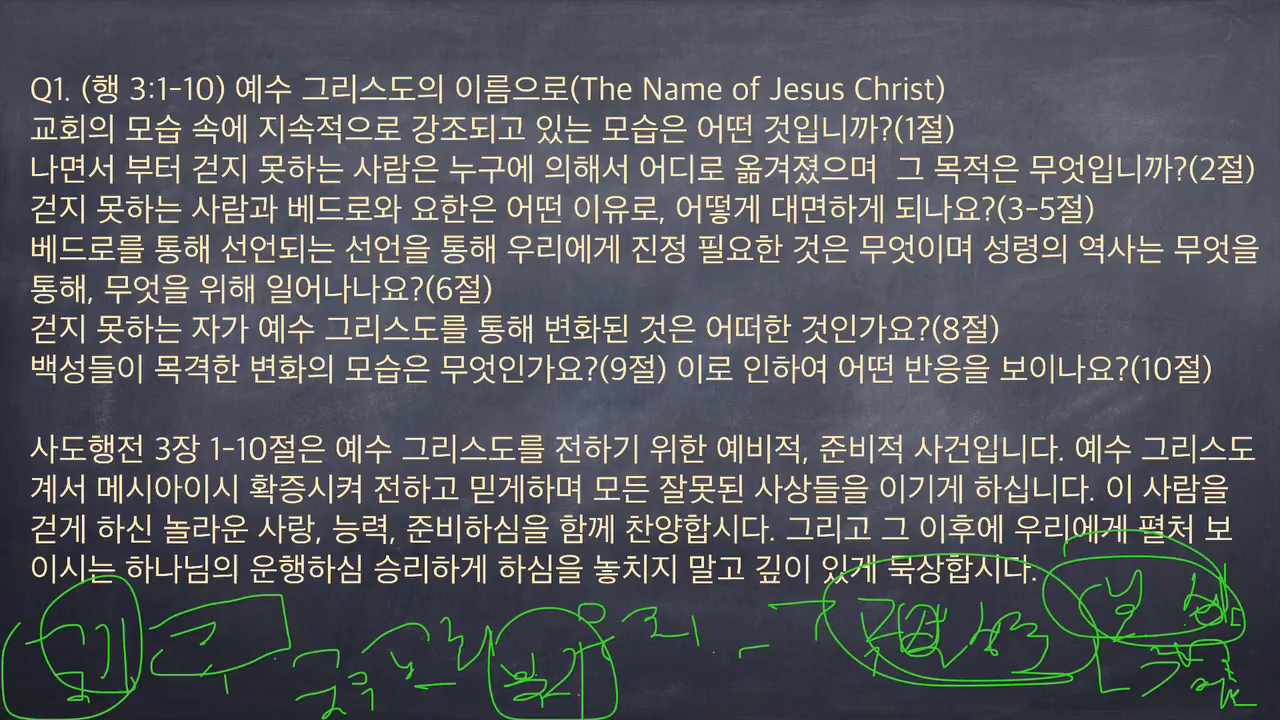 Q1. (행 3:1-10) 예수 그리스도의 이름으로(The Name of Jesus Christ)
교회의 모습 속에 지속적으로 강조되고 있는 모습은 어떤 것입니까?(1절)
나면서 부터 걷지 못하는 사람은 누구에 의해서 어디로 옮겨졌으며 그 목적은 무엇입니까?(2절)
걷지 못하는 사람과 베드로와 요한은 어떤 이유로, 어떻게 대면하게 되나요?(3-5절)
베드로를 통해 선언되는 선언을 통해 우리에게 진정 필요한 것은 무엇이며 성령의 역사는 무엇을
통해, 무엇을 위해 일어나나요?(6절)
걷지 못하는 자가 예수 그리스도를 통해 변화된 것은 어떠한 것인가요?(8절)
백성들이 목격한 변화의 모습은 무엇인가요?(9절) 이로 인하여 어떤 반응을 보이나요?(10절)
사도행전 3장 1-10절은 예수 그리스도를 전하기 위한 예비적, 준비적 사건입니다. 예수 그리스도
계서 메시아이시 확증시켜 전하고 믿게하며 모든 잘못된 사상들을 이기게 하십니다. 이 사람을
걷게 하신 놀라운 사랑, 능력, 준비하심을 함께 찬양합시다. 그리고 그 이후에 우리에게 펼처 보
이시는 하나님의 운행하심 승리하게 하심을 놓치지 말고 깊이 있게 묵상합시다.